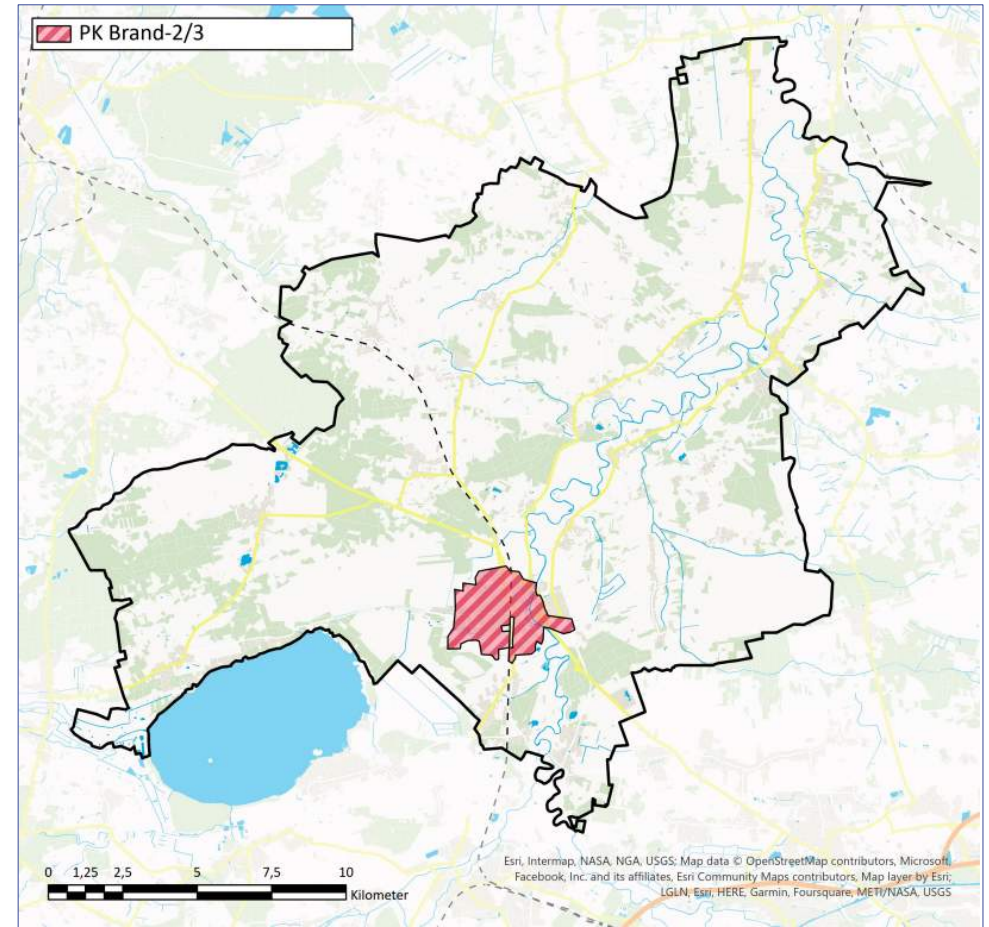 PK Brand-2/3
0 1,25 2,5 5 7,5 10
Kilometer
Esri, Intermap, NASA, NGA, USGS; Map data © OpenStreetMap contributors, Microsoft,
Facebook, Inc. and its affiliates, Esri Community Maps contributors, Map layer by Esri;
LGLN, Esri, HERE, Garmin, Foursquare, METI/NASA, USGS